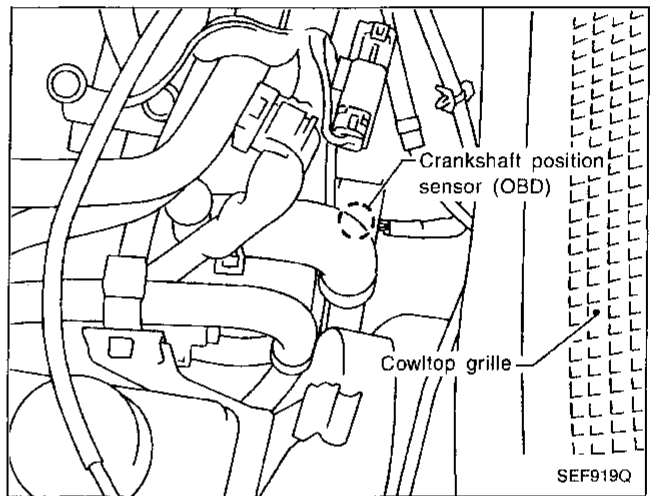 Crankshaft position
sensor (OBD)
Cowltop grille
SEF919Q